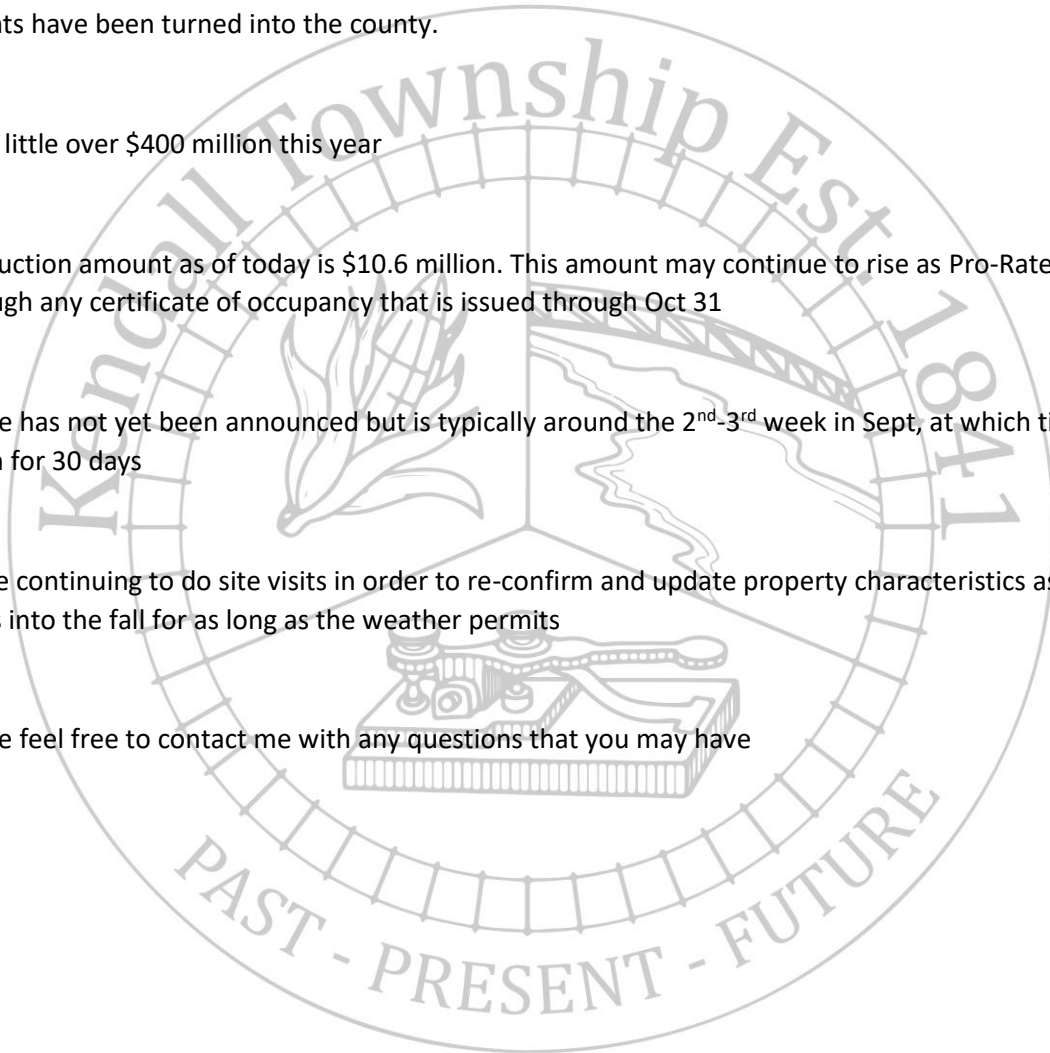 ts have been turned into the county.
little over $400 million this year
uction amount as of today is $10.6 million. This amount may continue to rise as Pro-Rate
ugh any certificate of occupancy that is issued through Oct 31
e has not yet been announced but is typically around the 2nd-3rd week in Sept, at which ti
for 30 days
e continuing to do site visits in order to re-confirm and update property characteristics as
s into the fall for as long as the weather permits
e feel free to contact me with any questions that you may have
Kendall Township Est. 1841
PAST - PRESENT - FUTURE